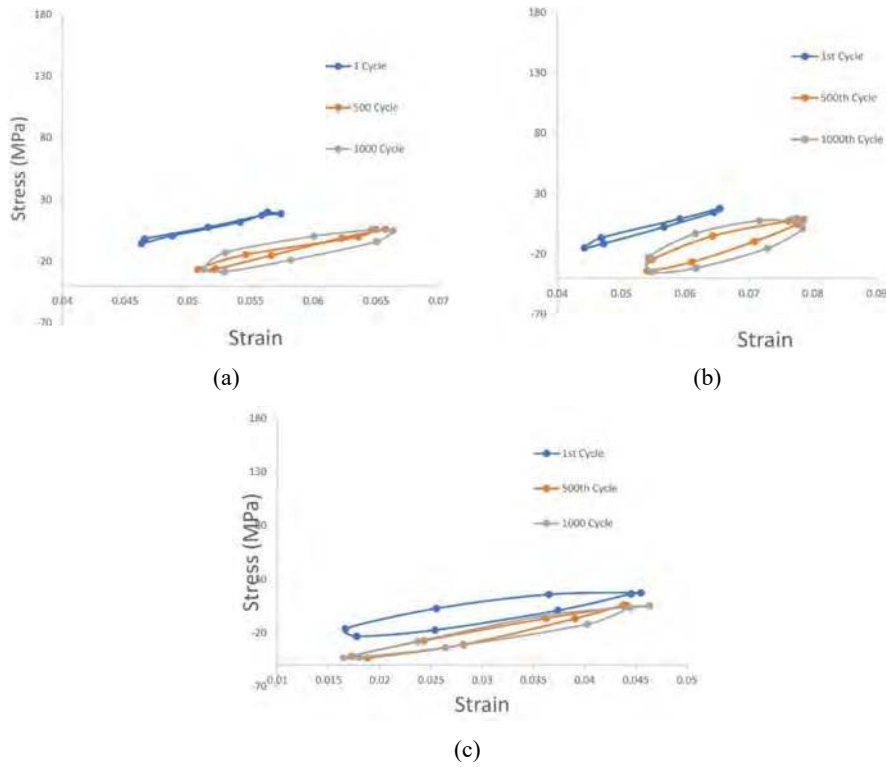 180
130
80
30
-20
-70
Stress (MPa)
1 Cycle
500 Cycle
1000 Cycle
0.04 0.045 0.05 0.055 0.06 0.065 0.07
Strain
(a)
180
130
80
30
-20
-70
1st Cycle
500th Cycle
1000th Cycle
0.04 0.05 0.06 0.07 0.08 0.09
Strain
(b)
180
130
80
30
-20
-70
Stress (MPa)
1st Cycle
500th Cycle
1000 Cycle
0.01 0.015 0.02 0.025 0.03 0.035 0.04 0.045 0.05
Strain
(c)